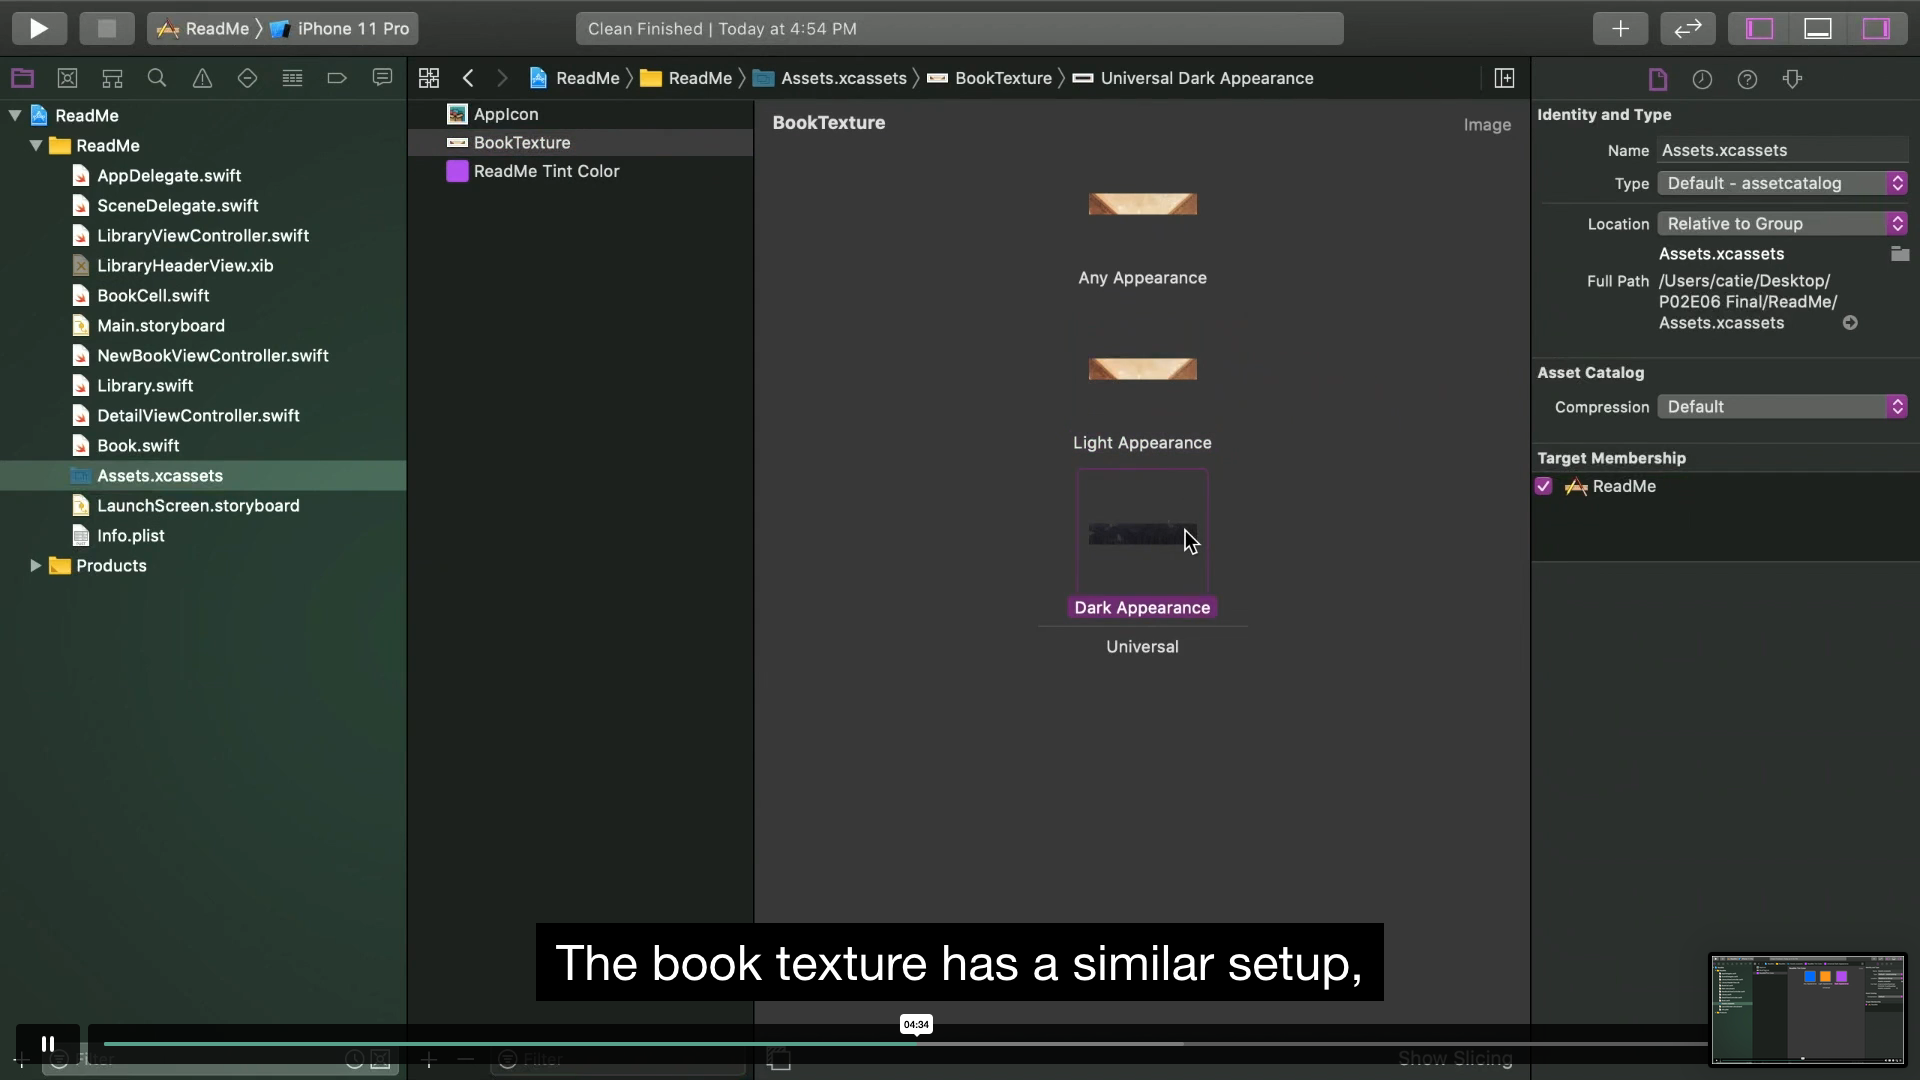 ReadMe
iPhone 11 Pro
Clean Finished | Today at 4:54 PM
ReadMe
ReadMe
Assets.xcassets
BookTexture
Universal Dark Appearance
ReadMe
ReadMe
AppDelegate.swift
SceneDelegate.swift
LibraryViewController.swift
LibraryHeaderView.xib
BookCell.swift
Main.storyboard
NewBookViewController.swift
Library.swift
DetailViewController.swift
Book.swift
Assets.xcassets
LaunchScreen.storyboard
Info.plist
Products
Filter
AppIcon
BookTexture
ReadMe Tint Color
Filter
BookTexture
Image
Any Appearance
Light Appearance
Dark Appearance
Universal
Show Slicing
Identity and Type
Name Assets.xcassets
Type Default - assetcatalog
Location Relative to Group
Assets.xcassets
Full Path /Users/catie/Desktop/
P02E06 Final/ReadMe/
Assets.xcassets
Asset Catalog
Compression Default
Target Membership
ReadMe
The book texture has a similar setup,
04:34